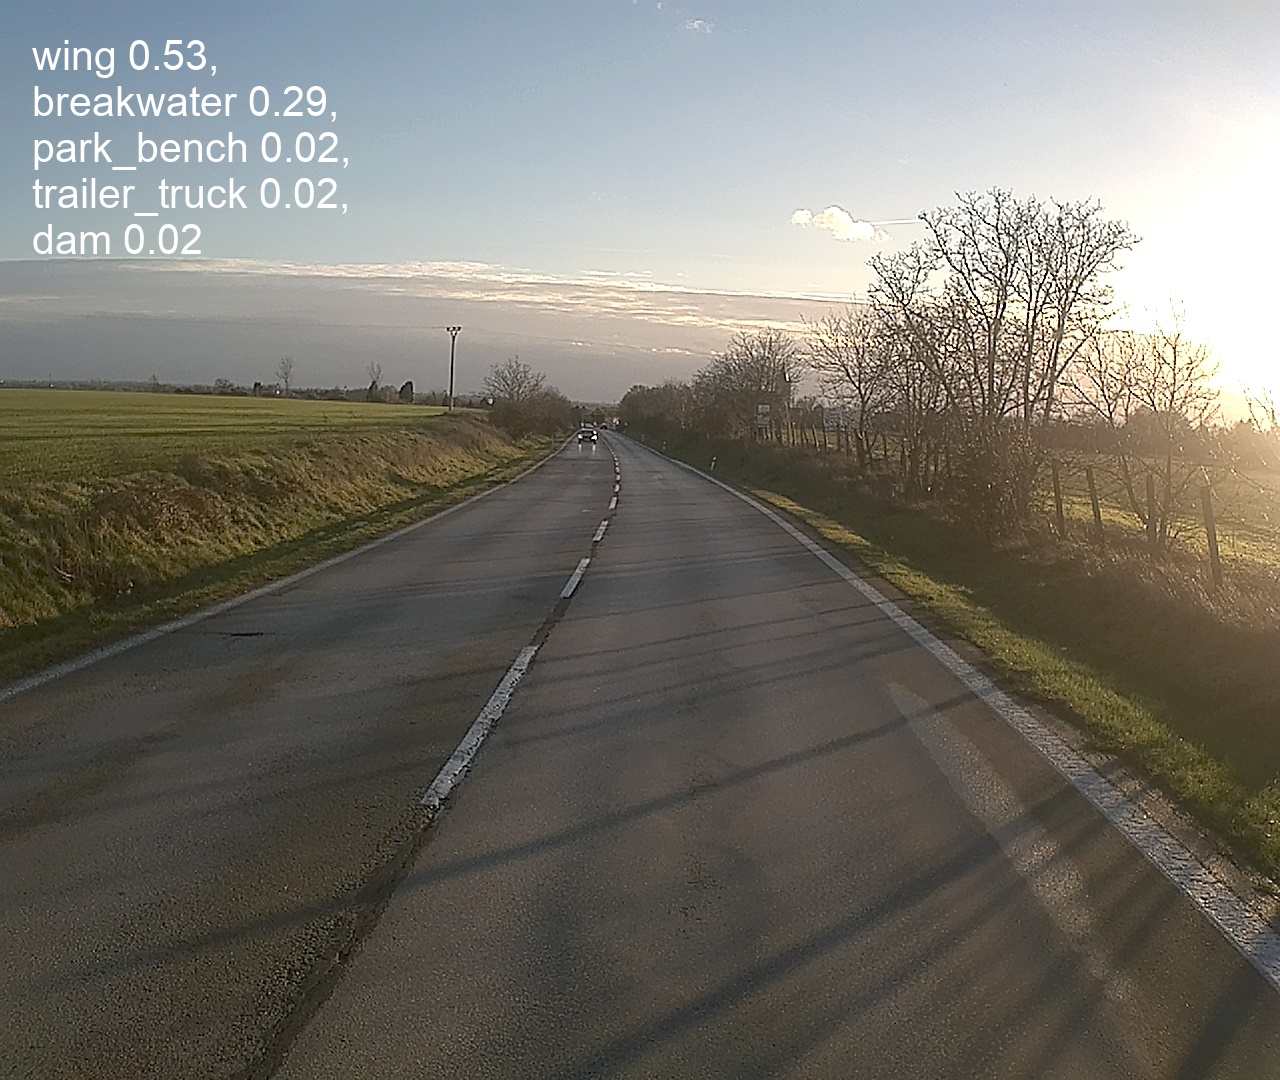 wing 0.53,
breakwater 0.29,
park_bench 0.02,
trailer_truck 0.02,
dam 0.02